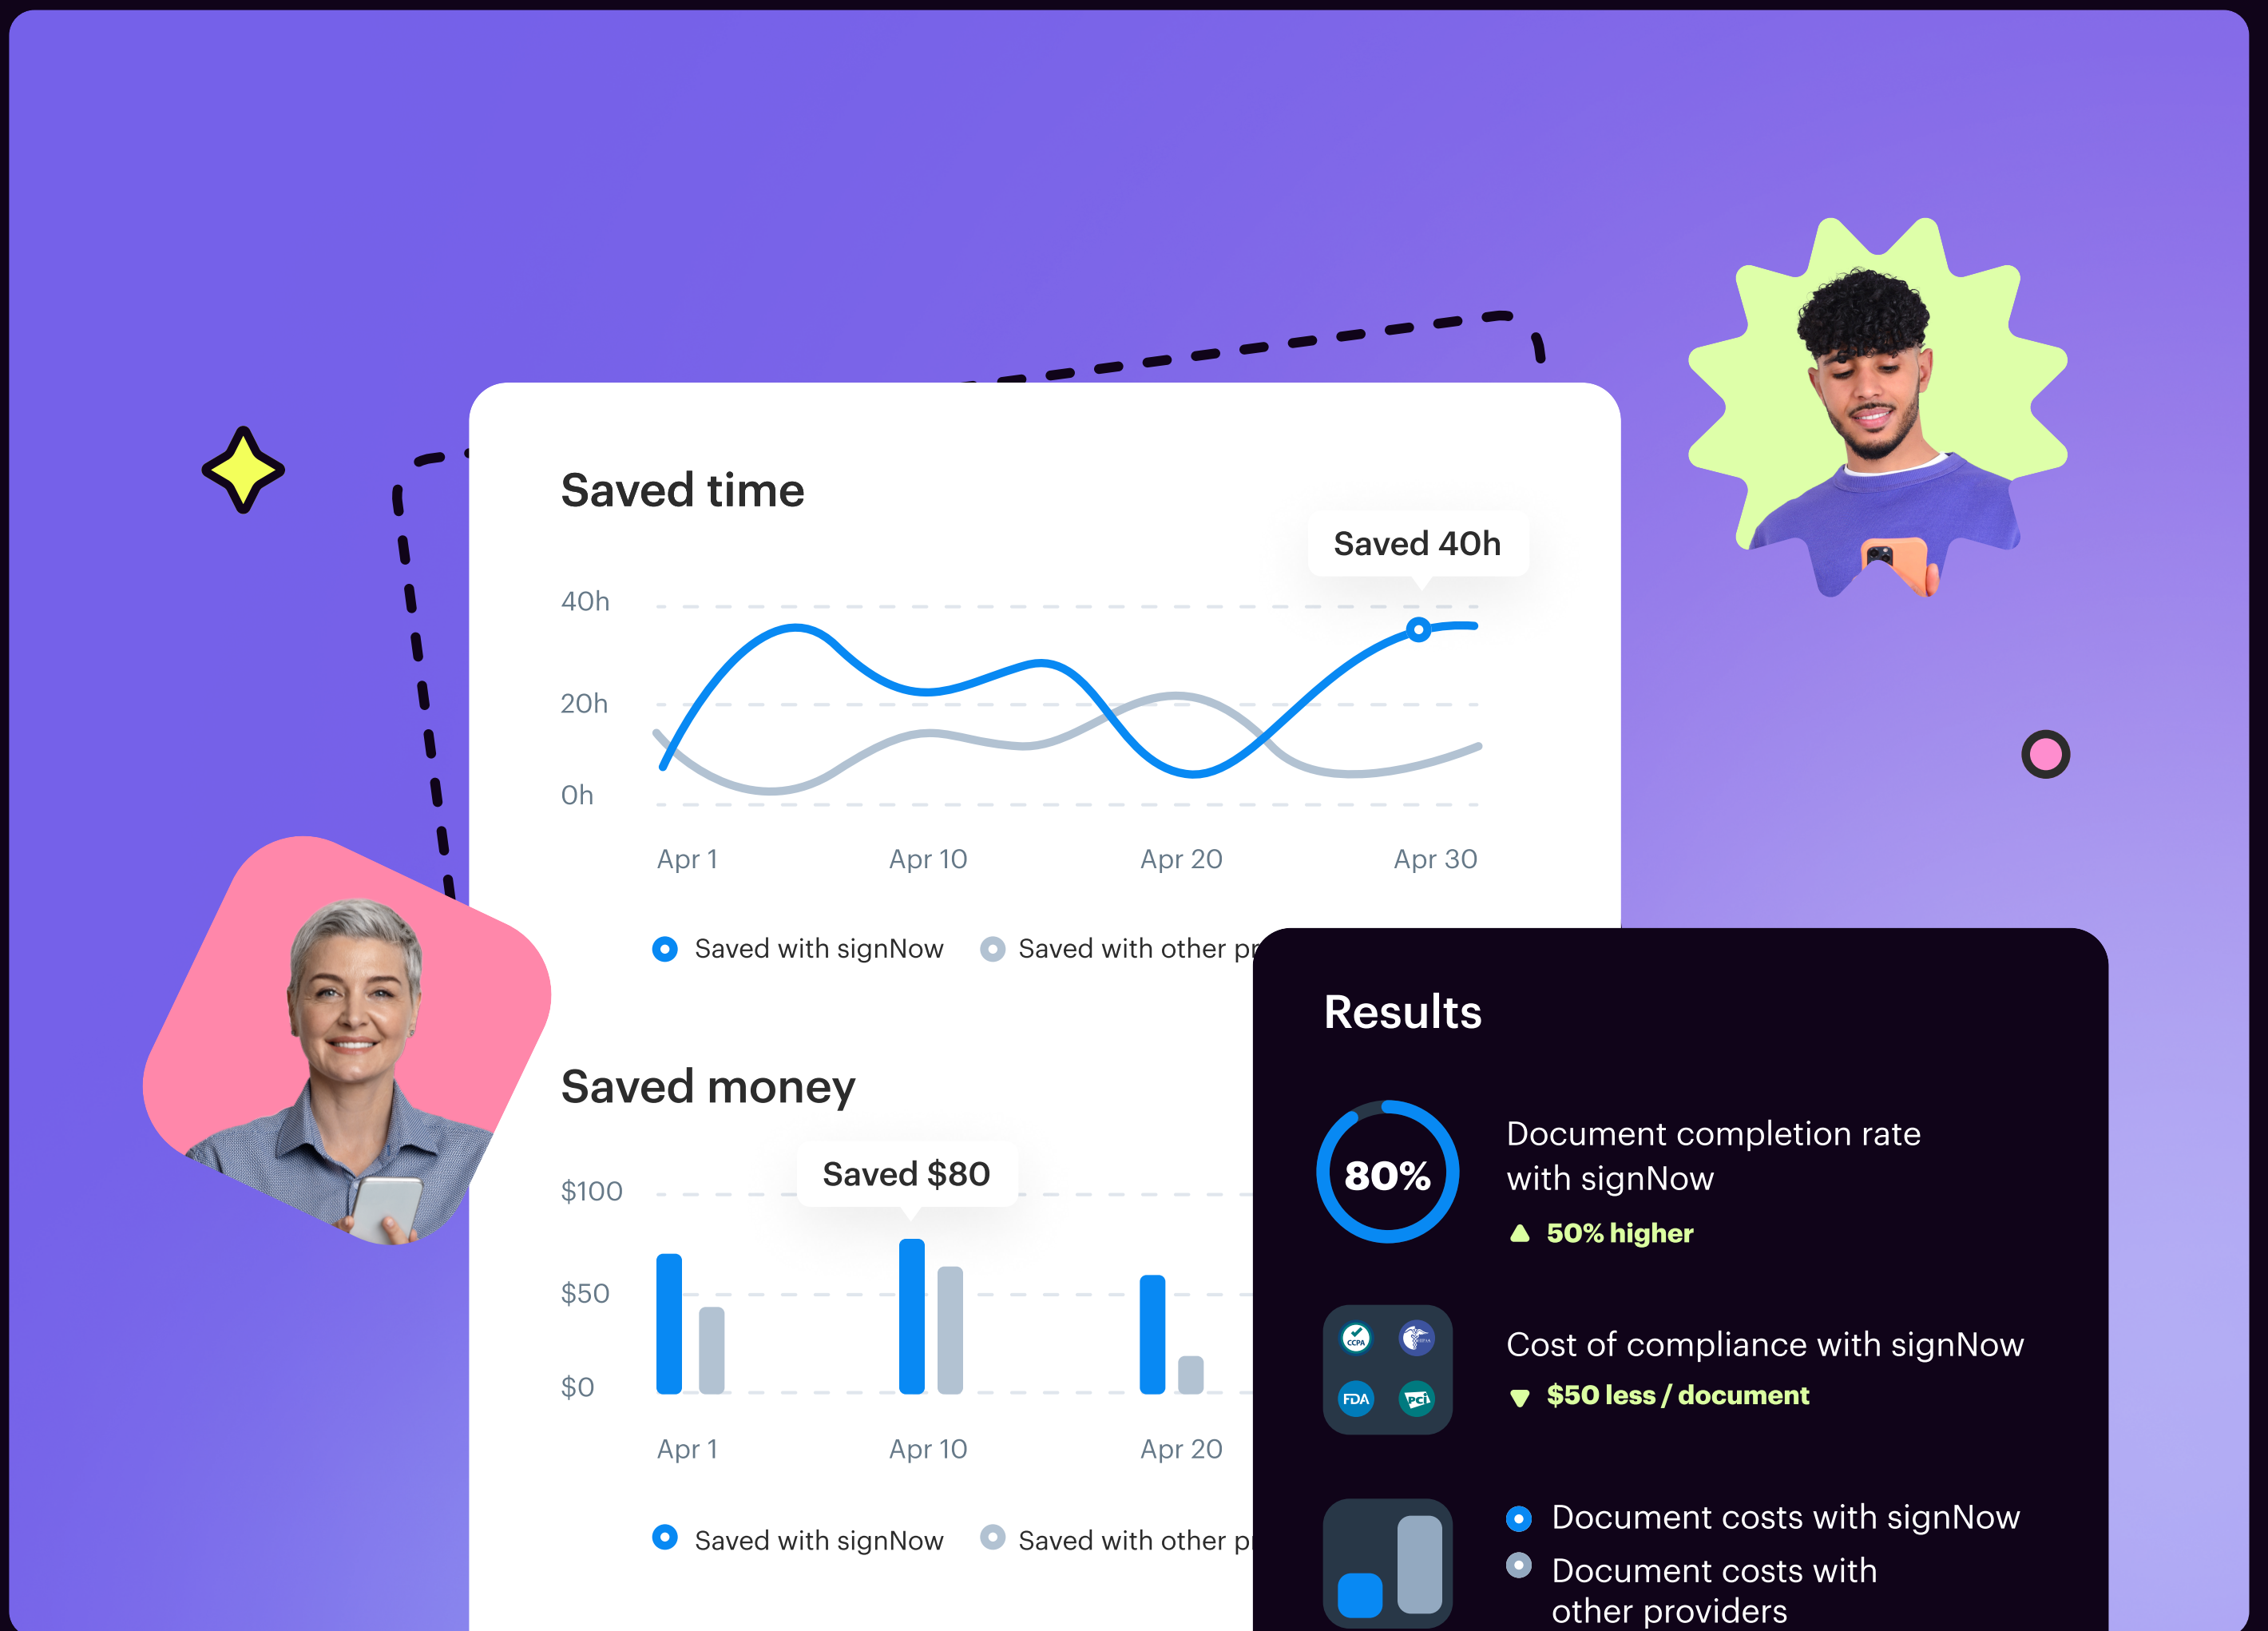 Saved time
Saved 40h
40h
20h
0h
Apr 1 Apr 10 Apr 20 Apr 30
Saved with signNow Saved with other pr
Saved money
Saved $80
$100
$50
$0
Apr 1 Apr 10 Apr 20
Saved with signNow Saved with other pr
Results
80%
Document completion rate
with signNow
50% higher
CCPA
FDA
PCI
Cost of compliance with signNow
$50 less / document
Document costs with signNow
Document costs with
other providers